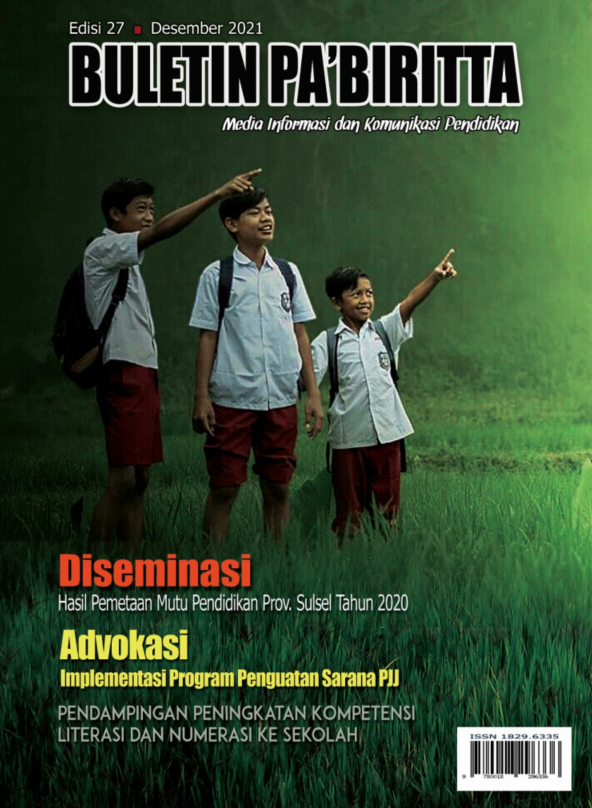 Edisi 27 ■ Desember 2021
BULETIN PA'BIRITTA
Media Informasi dan Komunikasi Pendidikan
Diseminasi
Hasil Pemetaan Mutu Pendidikan Prov. Sulsel Tahun 2020
Advokasi
Implementasi Program Penguatan Sarana PJJ
PENDAMPINGAN PENINGKATAN KOMPETENSI
LITERASI DAN NUMERASI KE SEKOLAH
ISSN 1829.6335